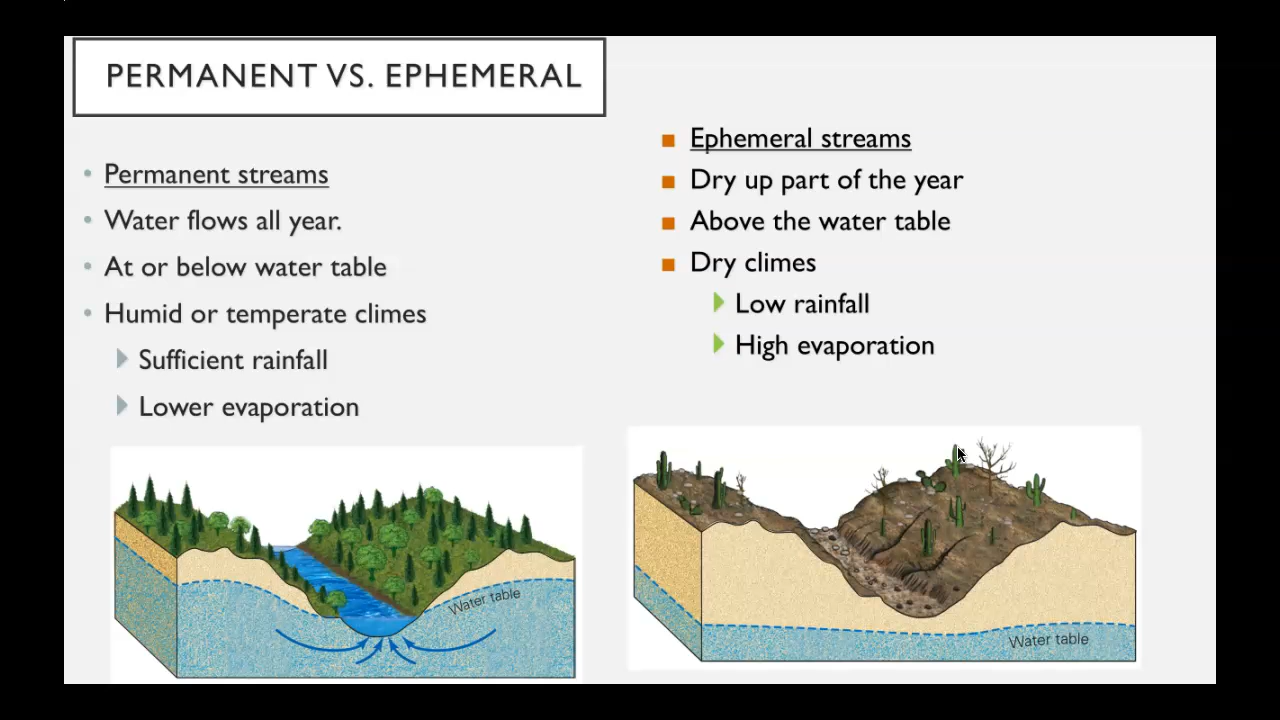 PERMANENT VS. EPHEMERAL
Permanent streams
Water flows all year.
At or below water table
Humid or temperate climes
Sufficient rainfall
Lower evaporation
Ephemeral streams
Dry up part of the year
Above the water table
Dry climes
Low rainfall
High evaporation
Water table
Water table